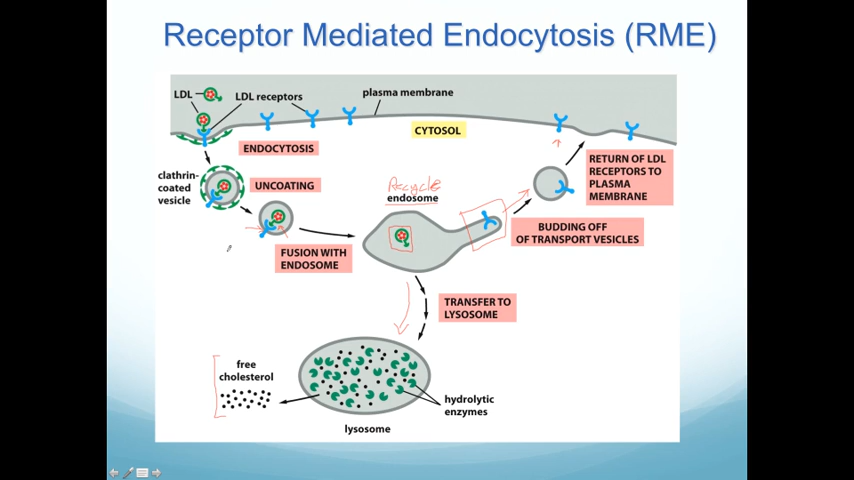 Receptor Mediated Endocytosis (RME)
LDL
LDL receptors
plasma membrane
CYTOSOL
ENDOCYTOSIS
clathrin-
coated
vesicle
UNCOATING
FUSION WITH
ENDOSOME
Recycle
endosome
BUDDING OFF
OF TRANSPORT VESICLES
RETURN OF LDL
RECEPTORS TO
PLASMA
MEMBRANE
TRANSFER TO
LYSOSOME
free
cholesterol
hydrolytic
enzymes
lysosome